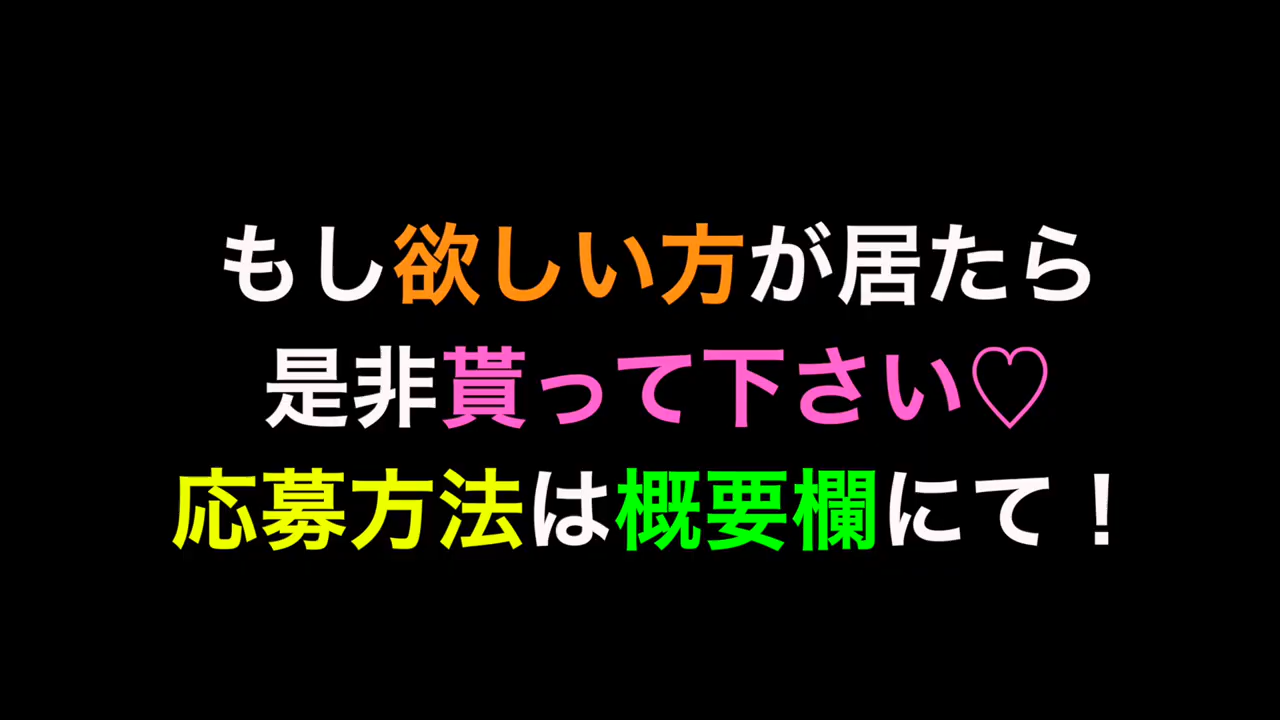 もし欲しい方が居たら
是非貰って下さい♡
応募方法は概要欄にて！